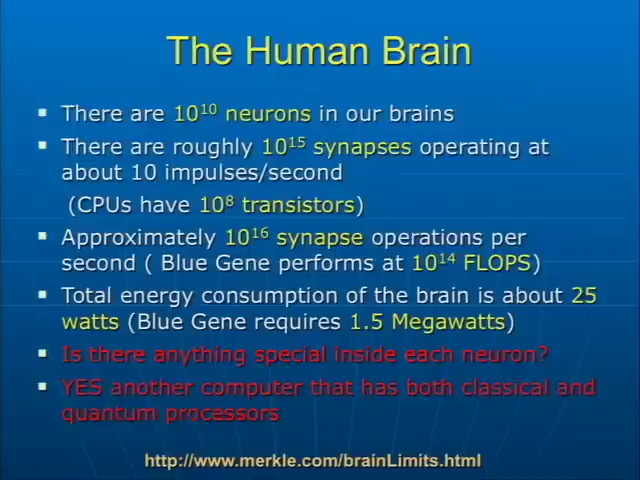 The Human Brain
There are 10¹⁰ neurons in our brains
There are roughly 10¹⁵ synapses operating at
about 10 impulses/second
(CPUs have 10⁸ transistors)
Approximately 10¹⁶ synapse operations per
second ( Blue Gene performs at 10¹⁴ FLOPS)
Total energy consumption of the brain is about 25
watts (Blue Gene requires 1.5 Megawatts)
Is there anything special inside each neuron?
YES another computer that has both classical and
quantum processors
http://www.merkle.com/brainLimits.html